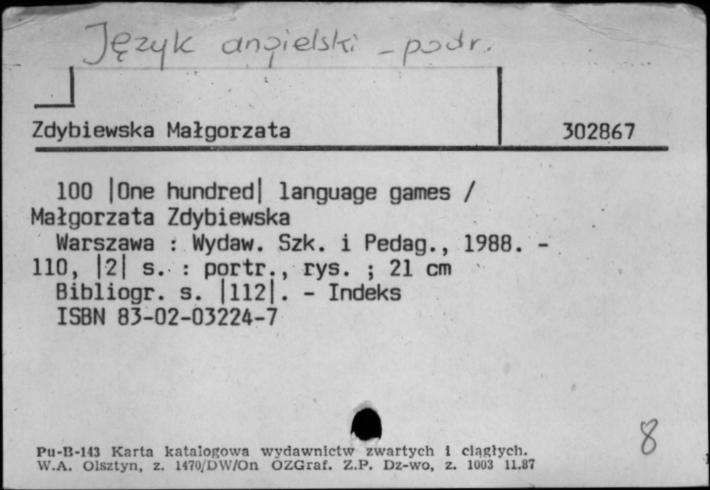 Język angielski - podr.
Zdybiewska Małgorzata 302867
100 |One hundred| language games /
Małgorzata Zdybiewska
Warszawa : Wydaw. Szk. i Pedag., 1988. -
110, |2| s. : portr., rys. ; 21 cm
Bibliogr. s. |112|. - Indeks
ISBN 83-02-03224-7
8
Pu-B-143 Karta katalogowa wydawnictw zwartych i ciągłych.
W.A. Olsztyn, z. 1470/DW/On OZGraf. Z.P. Dz-wo, z. 1003 11.87